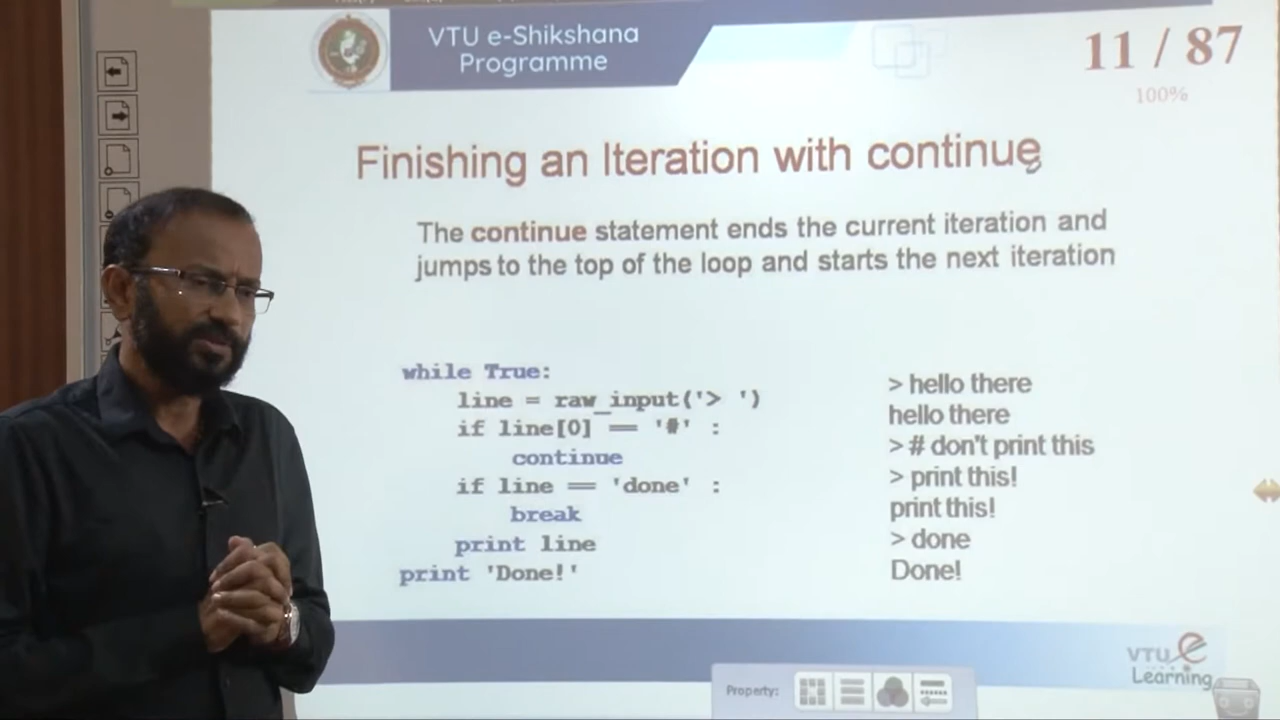 VTU e-Shikshana
Programme
11 / 87
100%
Finishing an Iteration with continue
The continue statement ends the current iteration and
jumps to the top of the loop and starts the next iteration
while True:
line = raw_input('> ')
if line[0] == '#' :
continue
if line == 'done' :
break
print line
print 'Done!'
> hello there
hello there
> # don't print this
> print this!
print this!
> done
Done!
VTU e
Learning
Property: